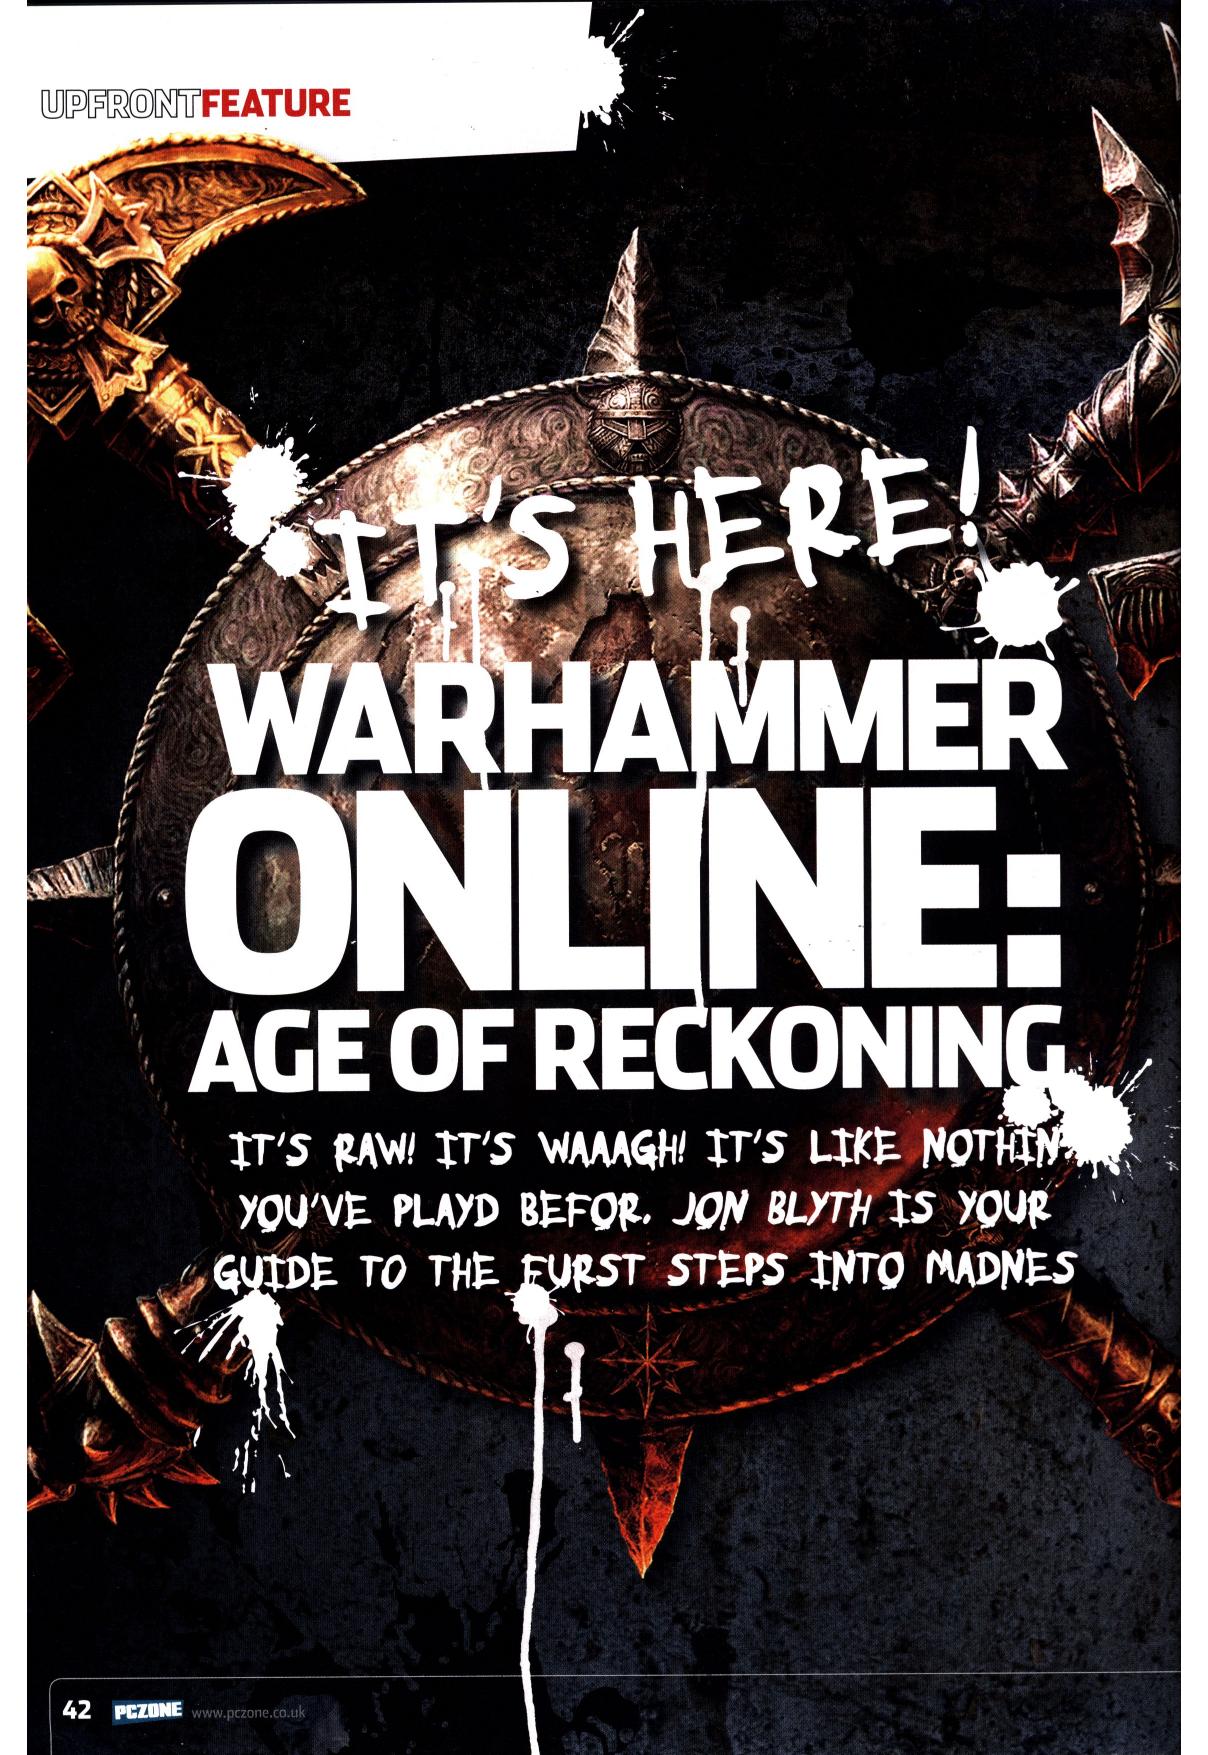 UPFRONTFEATURE
IT'S HERE!
WARHAMMER
ONLINE:
AGE OF RECKONING
IT'S RAW! IT'S WAAAGH! IT'S LIKE NOTHIN'
YOU'VE PLAYD BEFOR. JON BLYTH IS YOUR
GUIDE TO THE FURST STEPS INTO MADNES
42 PCZONE www.pczone.co.uk